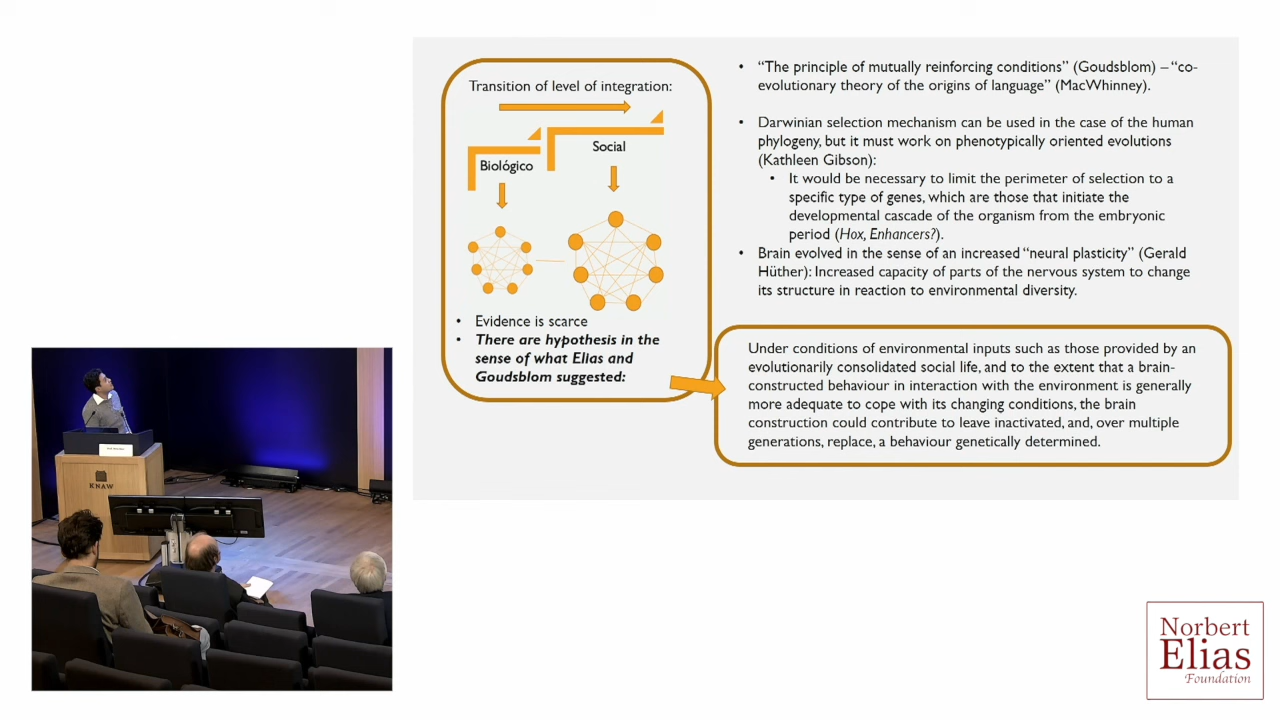 Transition of level of integration:
Social
Biológico
• Evidence is scarce
• There are hypothesis in the
sense of what Elias and
Goudsblom suggested:
• “The principle of mutually reinforcing conditions” (Goudsblom) – “co-
evolutionary theory of the origins of language” (MacWhinney).
• Darwinian selection mechanism can be used in the case of the human
phylogeny, but it must work on phenotypically oriented evolutions
(Kathleen Gibson):
• It would be necessary to limit the perimeter of selection to a
specific type of genes, which are those that initiate the
developmental cascade of the organism from the embryonic
period (Hox, Enhancers?).
• Brain evolved in the sense of an increased “neural plasticity” (Gerald
Hüther): Increased capacity of parts of the nervous system to change
its structure in reaction to environmental diversity.
Under conditions of environmental inputs such as those provided by an
evolutionarily consolidated social life, and to the extent that a brain-
constructed behaviour in interaction with the environment is generally
more adequate to cope with its changing conditions, the brain
construction could contribute to leave inactivated, and, over multiple
generations, replace, a behaviour genetically determined.
KNAW
Norbert
Elias
Foundation